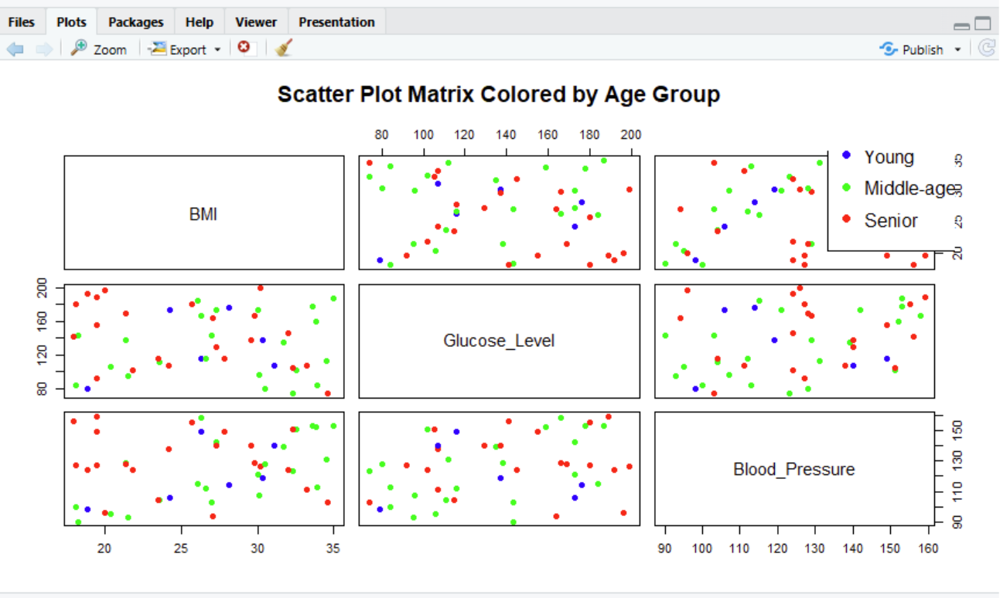 Files Plots Packages Help Viewer Presentation
Zoom Export Publish
Scatter Plot Matrix Colored by Age Group
80 100 120 140 160 180 200
Young
Middle-age
Senior
BMI
20
200
160
120
80
Glucose_Level
Blood_Pressure
150
130
110
90
20 25 30 35
90 100 110 120 130 140 150 160